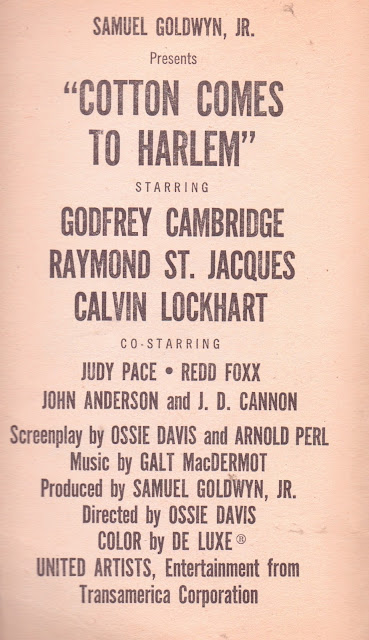 SAMUEL GOLDWYN, JR.
Presents
“COTTON COMES
TO HARLEM”
STARRING
GODFREY CAMBRIDGE
RAYMOND ST. JACQUES
CALVIN LOCKHART
CO-STARRING
JUDY PACE • REDD FOXX
JOHN ANDERSON and J. D. CANNON
Screenplay by OSSIE DAVIS and ARNOLD PERL
Music by GALT MacDERMOT
Produced by SAMUEL GOLDWYN, JR.
Directed by OSSIE DAVIS
COLOR by DE LUXE®
UNITED ARTISTS, Entertainment from
Transamerica Corporation